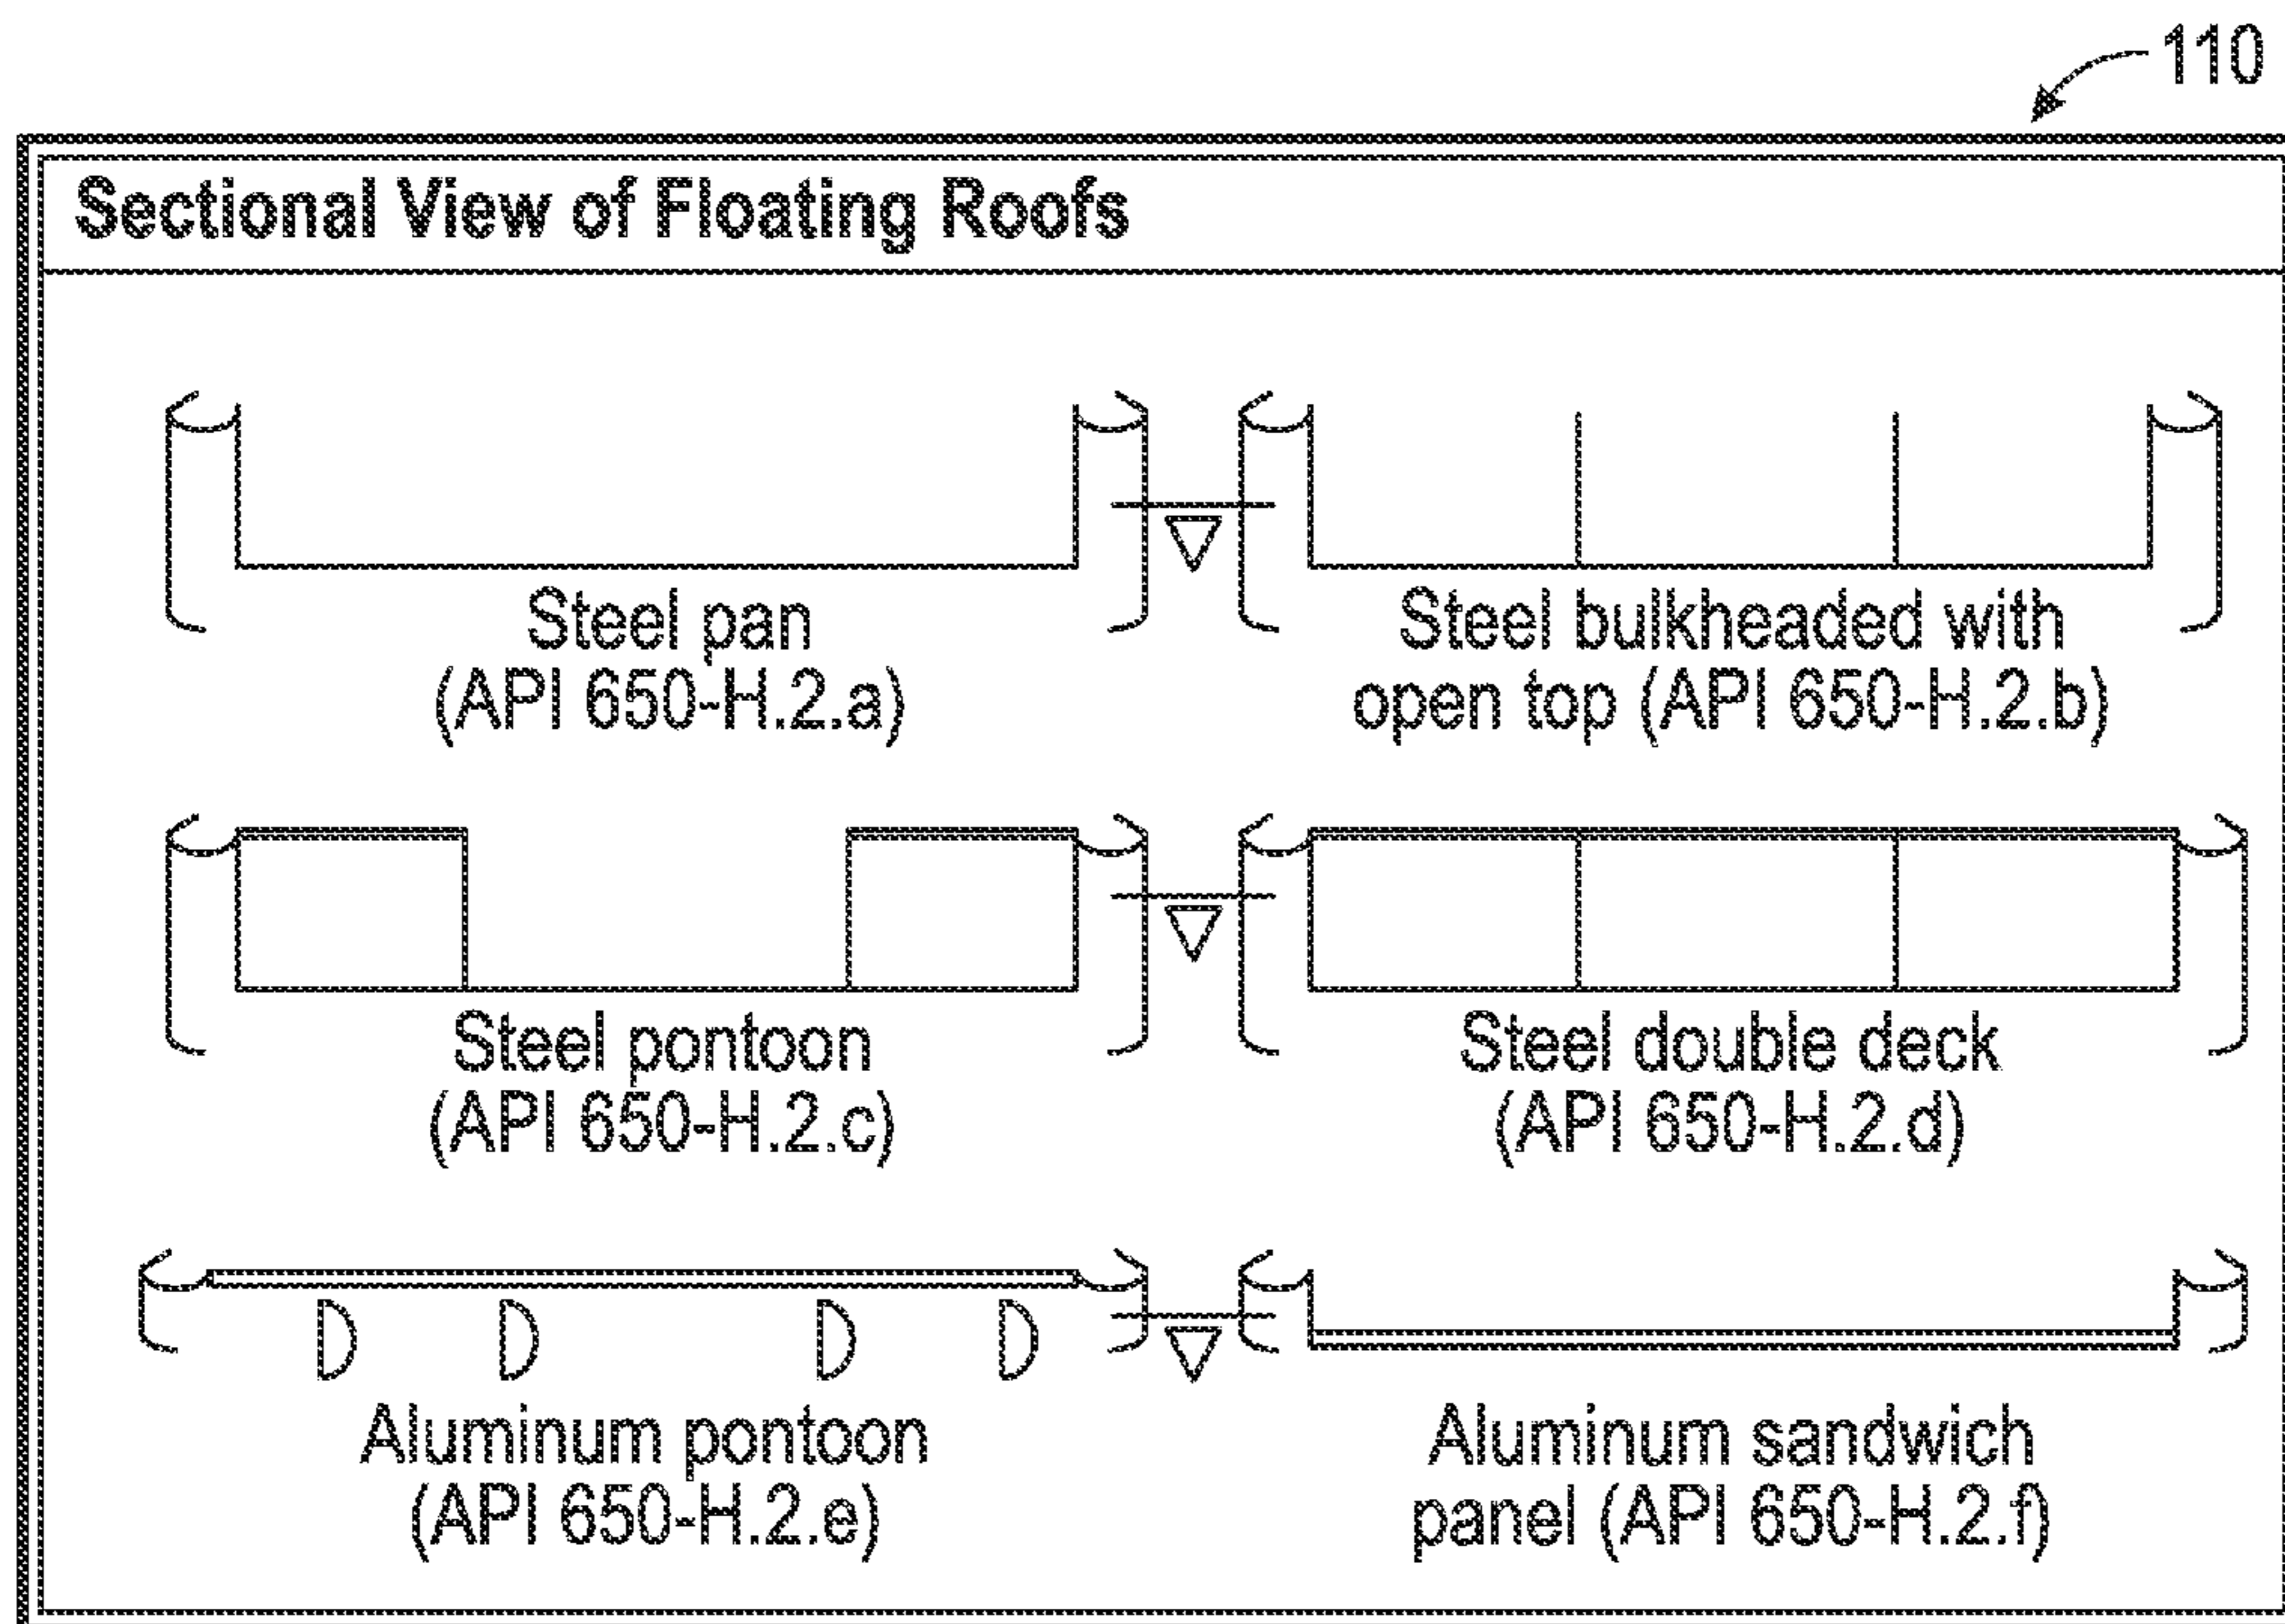 110
Sectional View of Floating Roofs
Steel pan
(API 650-H.2.a)
Steel bulkheaded with
open top (API 650-H.2.b)
Steel pontoon
(API 650-H.2.c)
Steel double deck
(API 650-H.2.d)
Aluminum pontoon
(API 650-H.2.e)
Aluminum sandwich
panel (API 650-H.2.f)